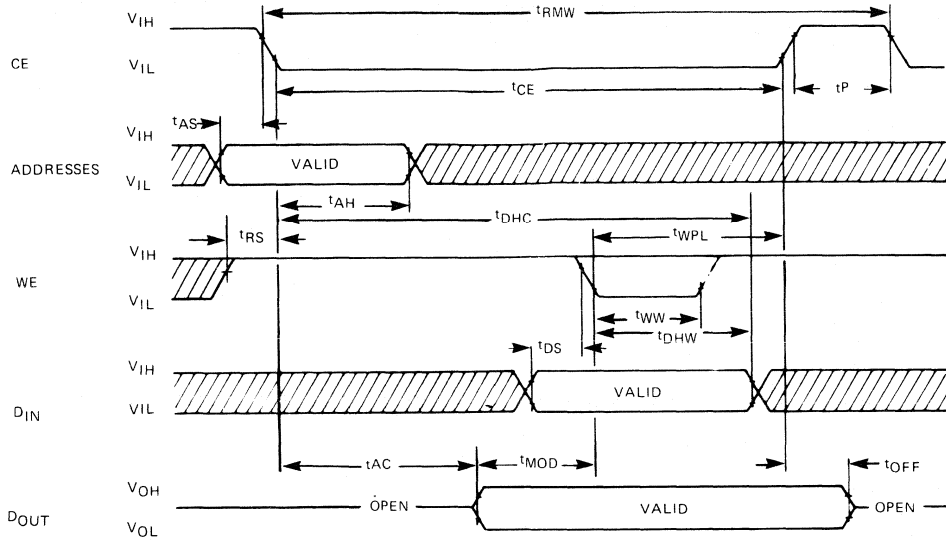 tRMW
VIH
CE
VIL
tCE
tP
tAS
VIH
VALID
ADDRESSES
VIL
tAH
tDHC
tRS
tWPL
VIH
WE
VIL
tWW
tDHW
tDS
VIH
VALID
DIN
VIL
tAC
tMOD
tOFF
VOH
OPEN
VALID
OPEN
DOUT
VOL